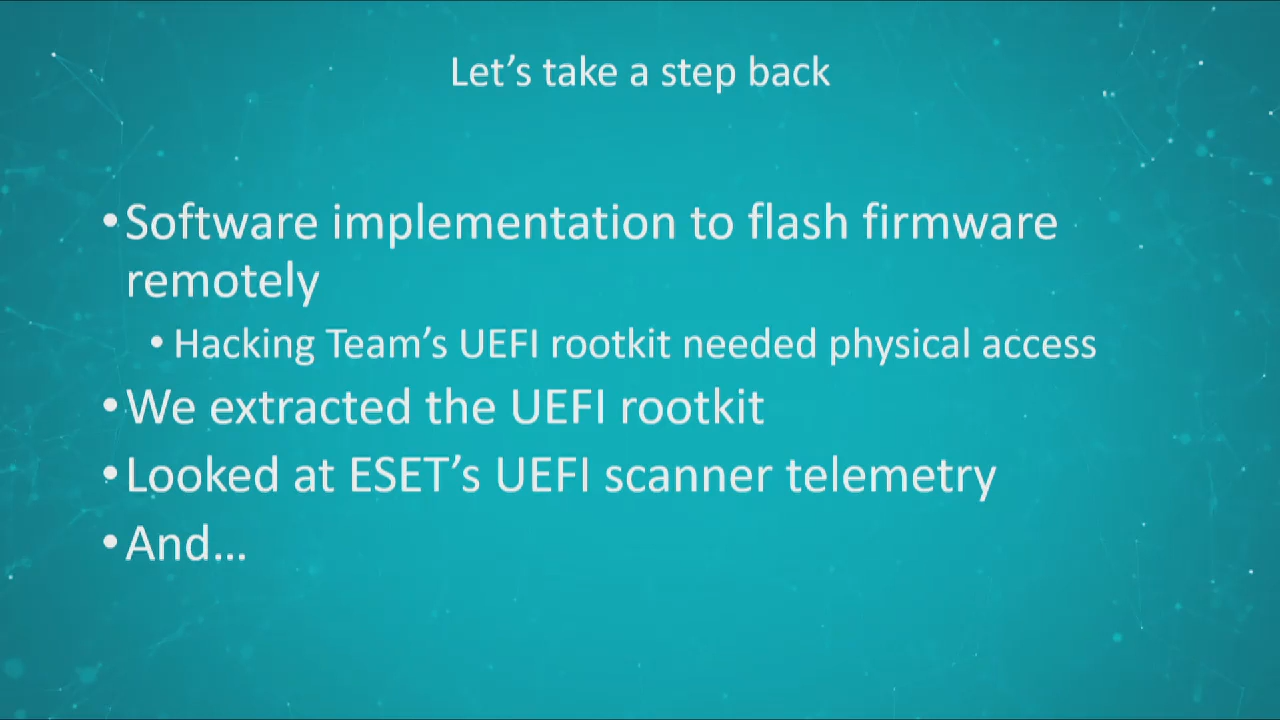 Let’s take a step back
•Software implementation to flash firmware
remotely
• Hacking Team’s UEFI rootkit needed physical access
•We extracted the UEFI rootkit
•Looked at ESET’s UEFI scanner telemetry
•And…